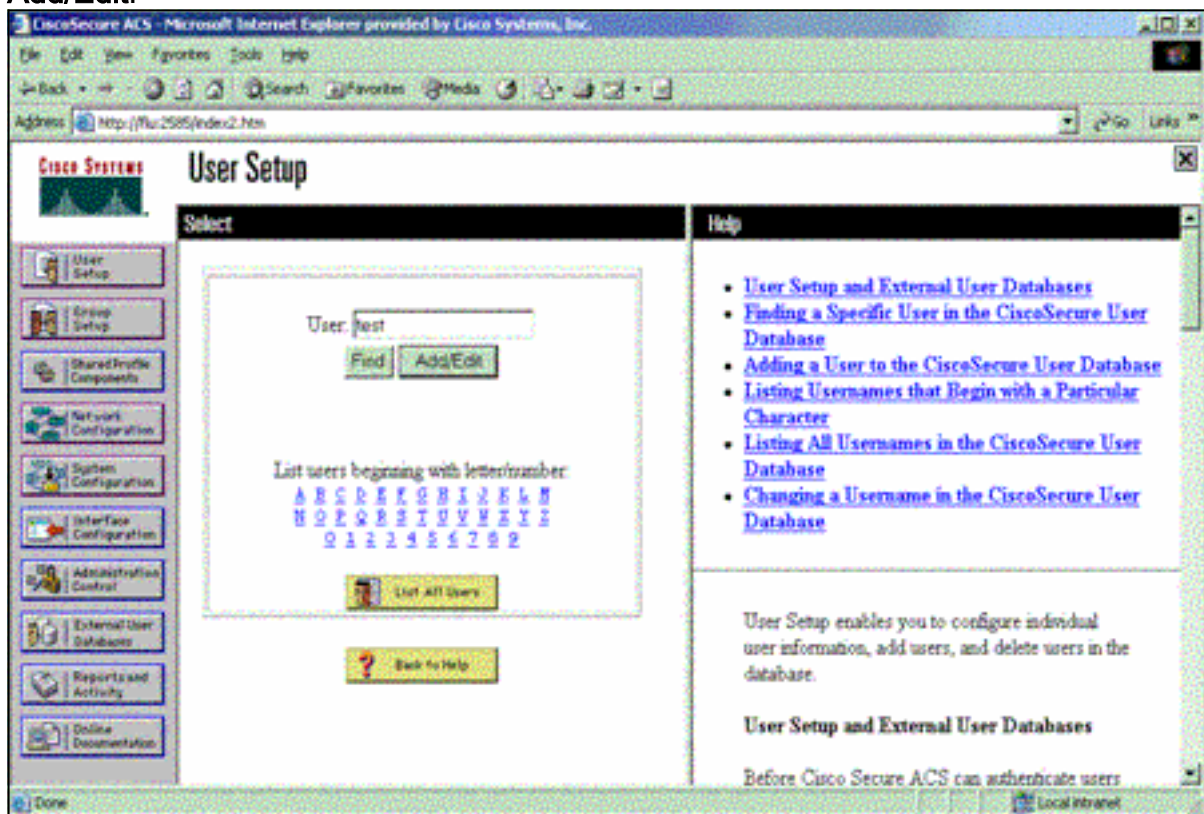 Add/Edit.
CiscoSecure ACS - Microsoft Internet Explorer provided by Cisco Systems, Inc.
File Edit View Favorites Tools Help
Back Search Favorites Media
Address http://flu:2585/index2.htm Go Links »
CISCO SYSTEMS
User Setup
Select
Help
User Setup
Group Setup
Shared Profile Components
Network Configuration
System Configuration
Interface Configuration
Administration Control
External User Databases
Reports and Activity
Online Documentation
User: test
Find Add/Edit
List users beginning with letter/number:
A B C D E F G H I J K L M
N O P Q R S T U V W X Y Z
0 1 2 3 4 5 6 7 8 9
List All Users
Back to Help
User Setup and External User Databases
Finding a Specific User in the CiscoSecure User
Database
Adding a User to the CiscoSecure User Database
Listing Usernames that Begin with a Particular
Character
Listing All Usernames in the CiscoSecure User
Database
Changing a Username in the CiscoSecure User
Database
User Setup enables you to configure individual
user information, add users, and delete users in the
database.
User Setup and External User Databases
Before Cisco Secure ACS can authenticate users
Done
Local intranet